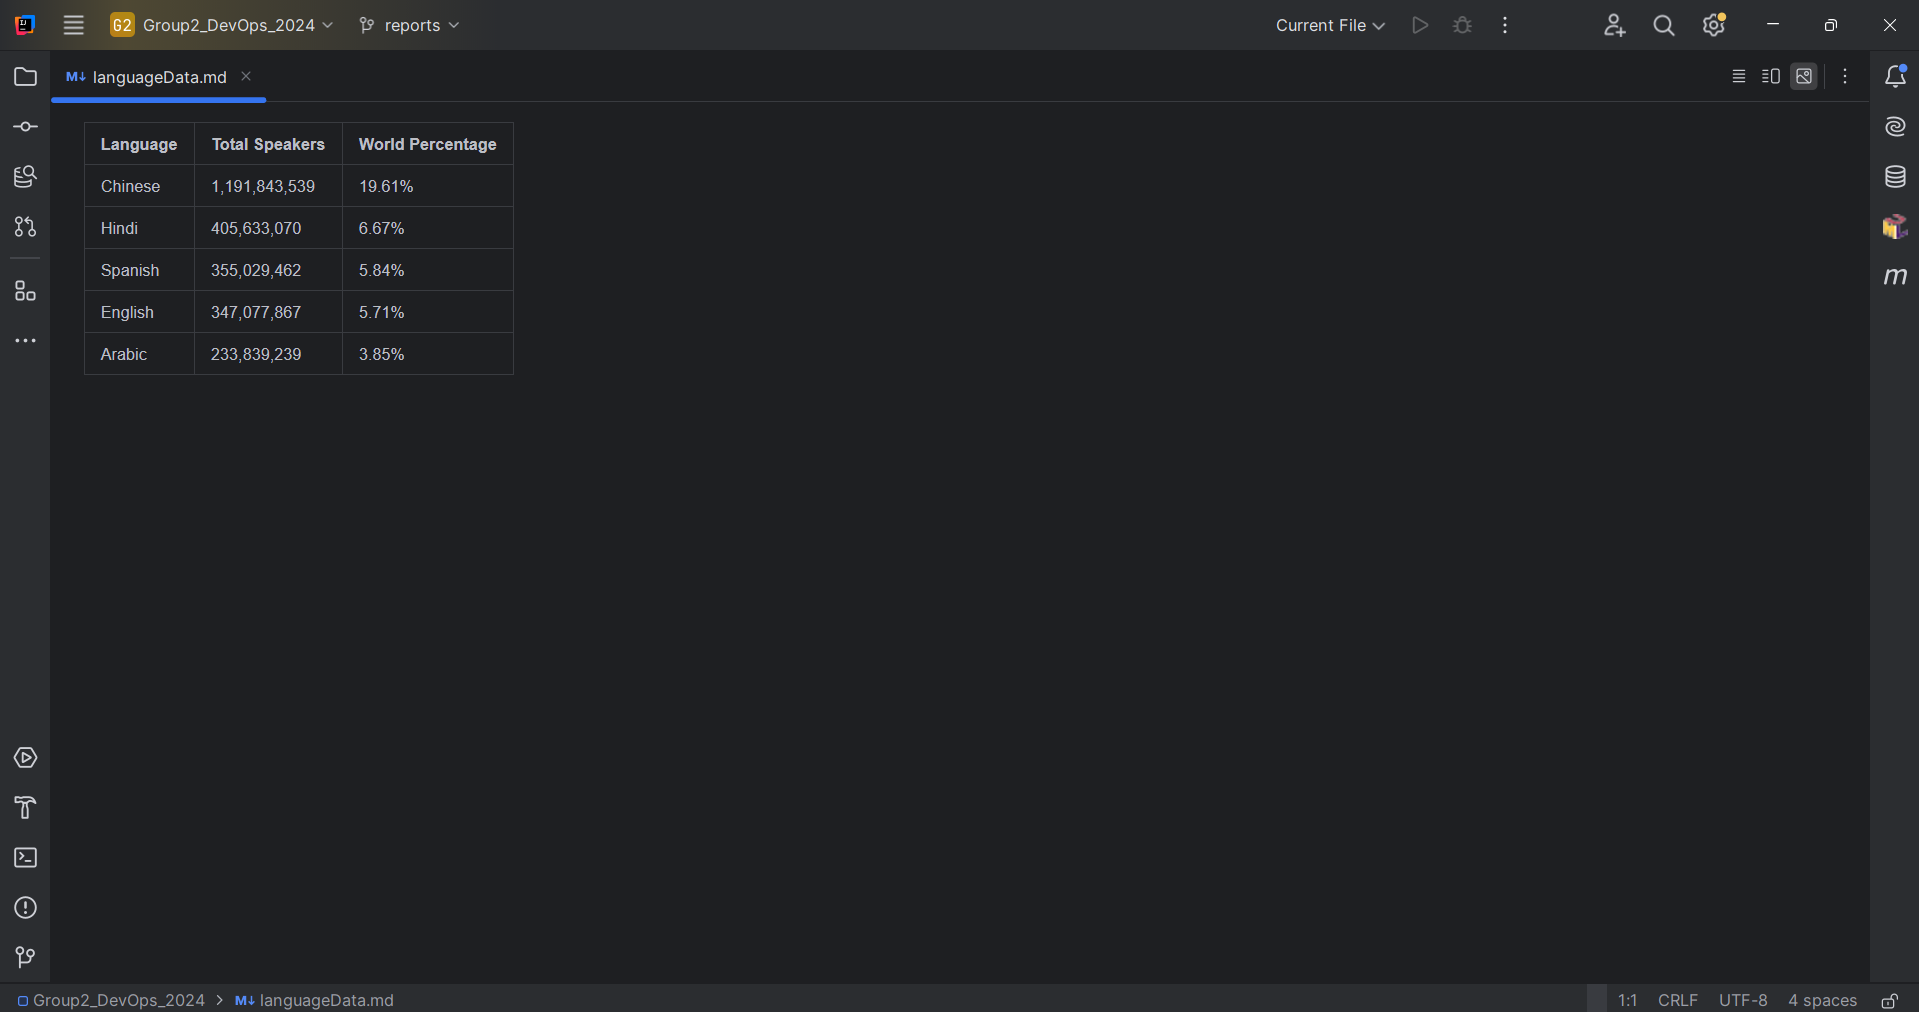 G2 Group2_DevOps_2024 reports Current File
M↓ languageData.md
Language Total Speakers World Percentage
Chinese 1,191,843,539 19.61%
Hindi 405,633,070 6.67%
Spanish 355,029,462 5.84%
English 347,077,867 5.71%
Arabic 233,839,239 3.85%
m
Group2_DevOps_2024 > M↓ languageData.md 1:1 CRLF UTF-8 4 spaces